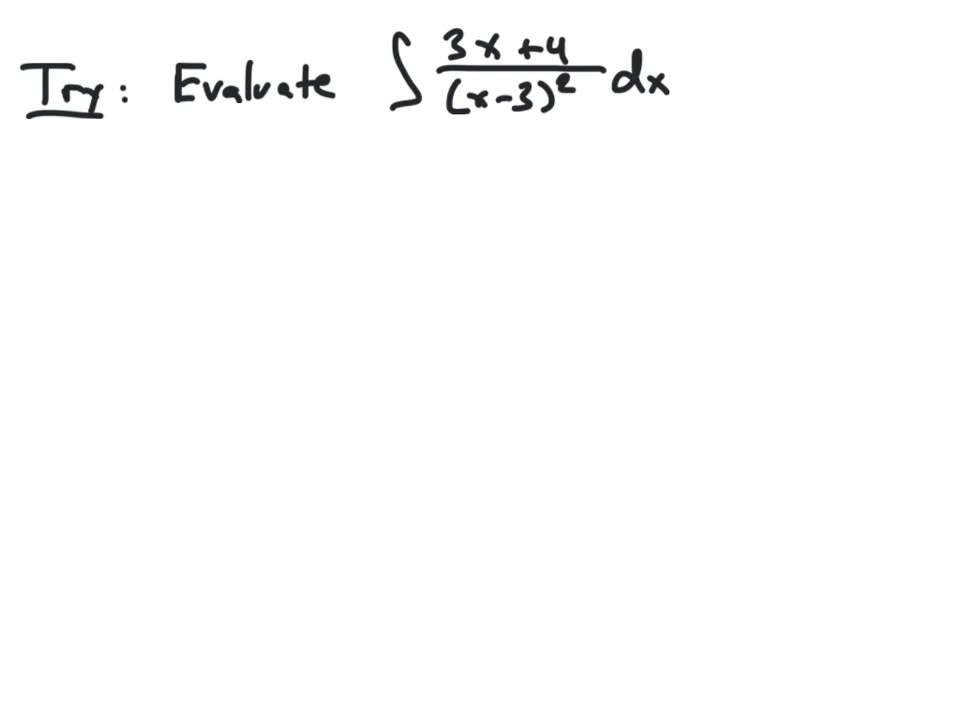 Try: Evaluate ∫ (3x+4)/(x-3)² dx